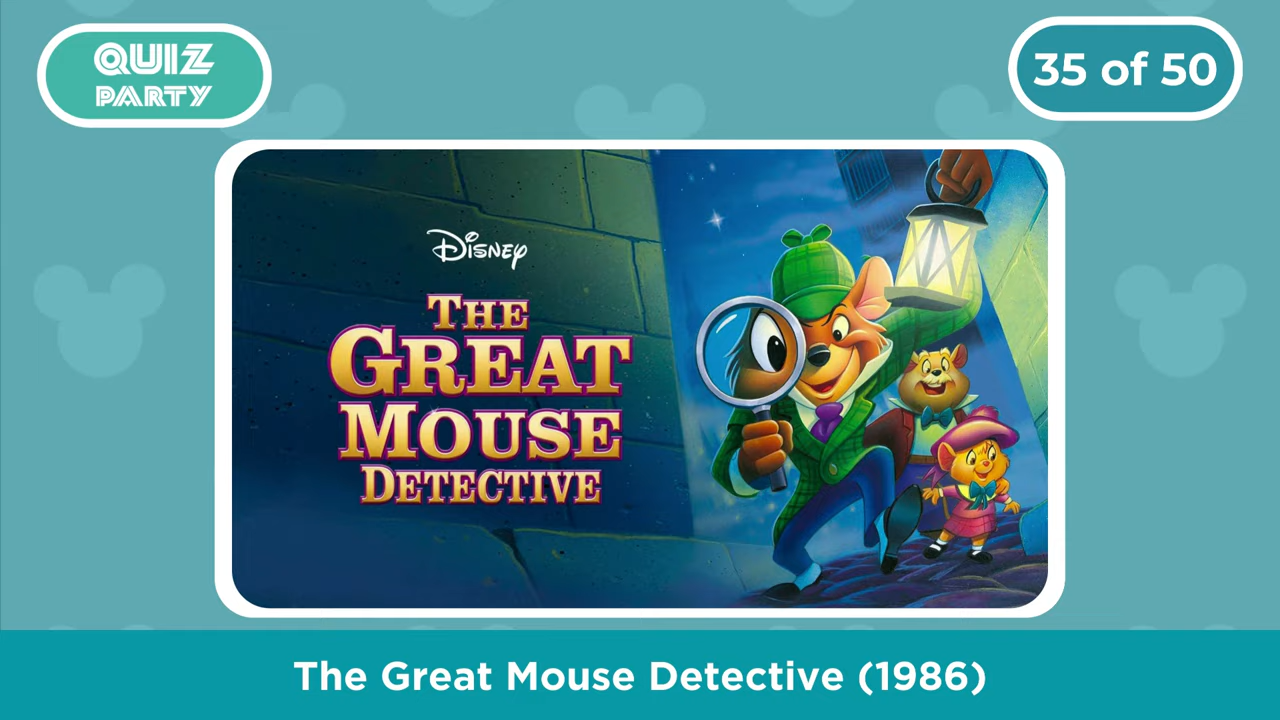 QUIZ
PARTY
35 of 50
Disney
THE
GREAT
MOUSE
DETECTIVE
The Great Mouse Detective (1986)